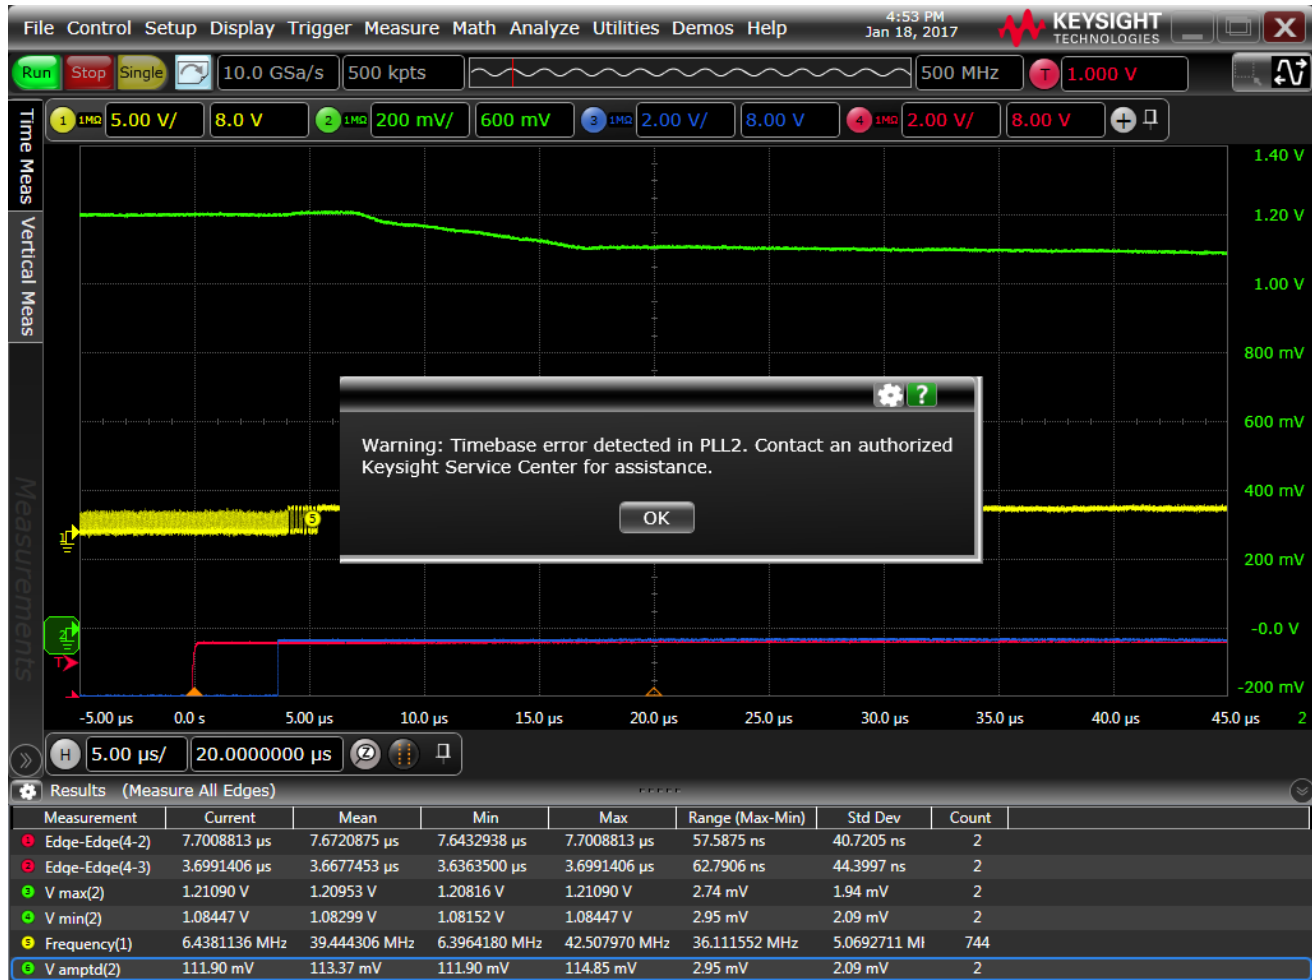 File Control Setup Display Trigger Measure Math Analyze Utilities Demos Help
4:53 PM
Jan 18, 2017
KEYSIGHT
TECHNOLOGIES
Run Stop Single 10.0 GSa/s 500 kpts 500 MHz T 1.000 V
1 1MΩ 5.00 V/ 8.0 V 2 1MΩ 200 mV/ 600 mV 3 1MΩ 2.00 V/ 8.00 V 4 1MΩ 2.00 V/ 8.00 V
Time Meas
Vertical Meas
Measurements
1.40 V
1.20 V
1.00 V
800 mV
600 mV
400 mV
200 mV
-0.0 V
-200 mV
?
Warning: Timebase error detected in PLL2. Contact an authorized
Keysight Service Center for assistance.
OK
5
1
2
T
-5.00 µs 0.0 s 5.00 µs 10.0 µs 15.0 µs 20.0 µs 25.0 µs 30.0 µs 35.0 µs 40.0 µs 45.0 µs 2
H 5.00 µs/ 20.0000000 µs Z
Results (Measure All Edges)
Measurement Current Mean Min Max Range (Max-Min) Std Dev Count
1 Edge-Edge(4-2) 7.7008813 µs 7.6720875 µs 7.6432938 µs 7.7008813 µs 57.5875 ns 40.7205 ns 2
2 Edge-Edge(4-3) 3.6991406 µs 3.6677453 µs 3.6363500 µs 3.6991406 µs 62.7906 ns 44.3997 ns 2
3 V max(2) 1.21090 V 1.20953 V 1.20816 V 1.21090 V 2.74 mV 1.94 mV 2
4 V min(2) 1.08447 V 1.08299 V 1.08152 V 1.08447 V 2.95 mV 2.09 mV 2
5 Frequency(1) 6.4381136 MHz 39.444306 MHz 6.3964180 MHz 42.507970 MHz 36.111552 MHz 5.0692711 MH 744
6 V amptd(2) 111.90 mV 113.37 mV 111.90 mV 114.85 mV 2.95 mV 2.09 mV 2